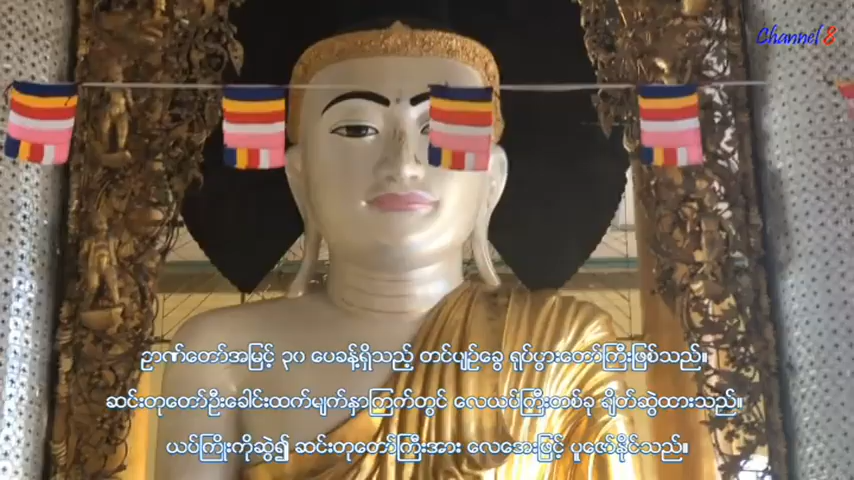 Channel 8
ဉာဏ်တော်အမြင့် ၃၀ ပေခန့်ရှိသည့် တင်ပျဉ်ခွေ ရုပ်ပွားတော်ကြီးဖြစ်သည်။
ဆင်းတုတော်ဦးခေါင်းထက်မျက်နှာကြက်တွင် လေယပ်ကြီးတစ်ခု ချိတ်ဆွဲထားသည်။
ယပ်ကြိုးကိုဆွဲ၍ ဆင်းတုတော်ကြီးအား လေအေးဖြင့် ပူဇော်နိုင်သည်။